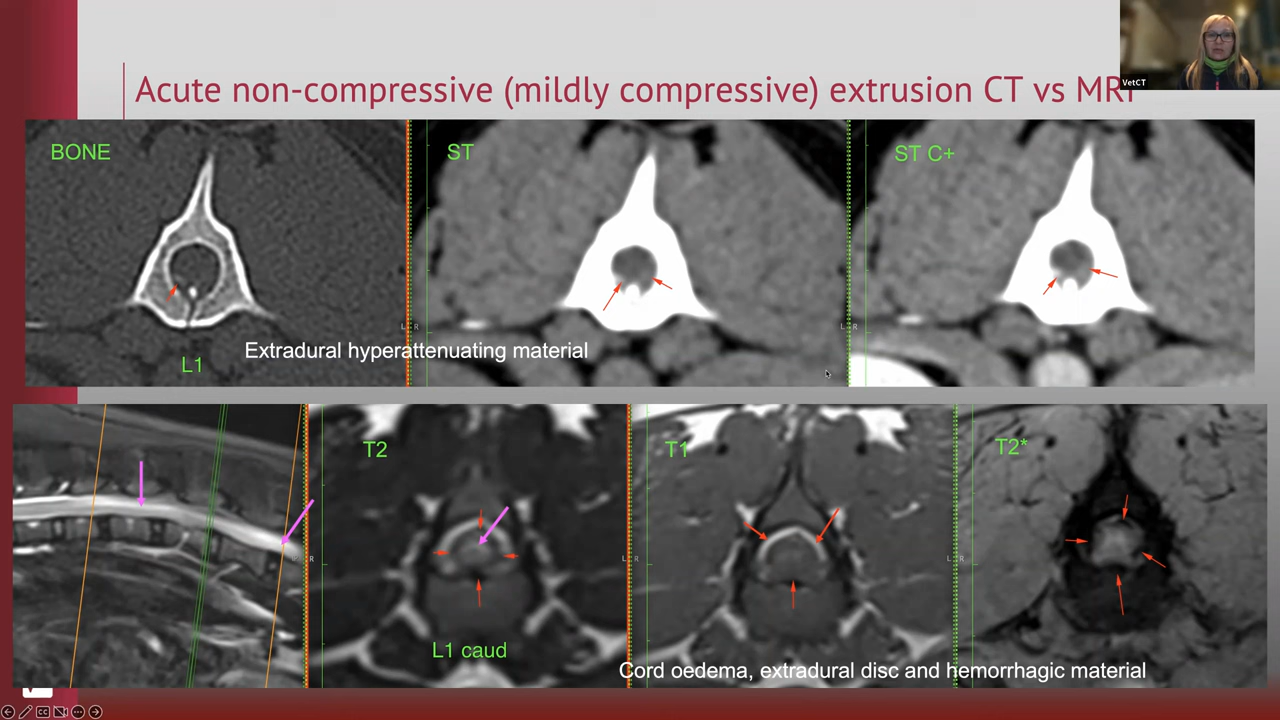 Acute non-compressive (mildly compressive) extrusion CT vs MRI
VetCT
BONE
ST
ST C+
L R
L R
L1
Extradural hyperattenuating material
T2
T1
T2*
L R
L R
L R
L1 caud
Cord oedema, extradural disc and hemorrhagic material
CC